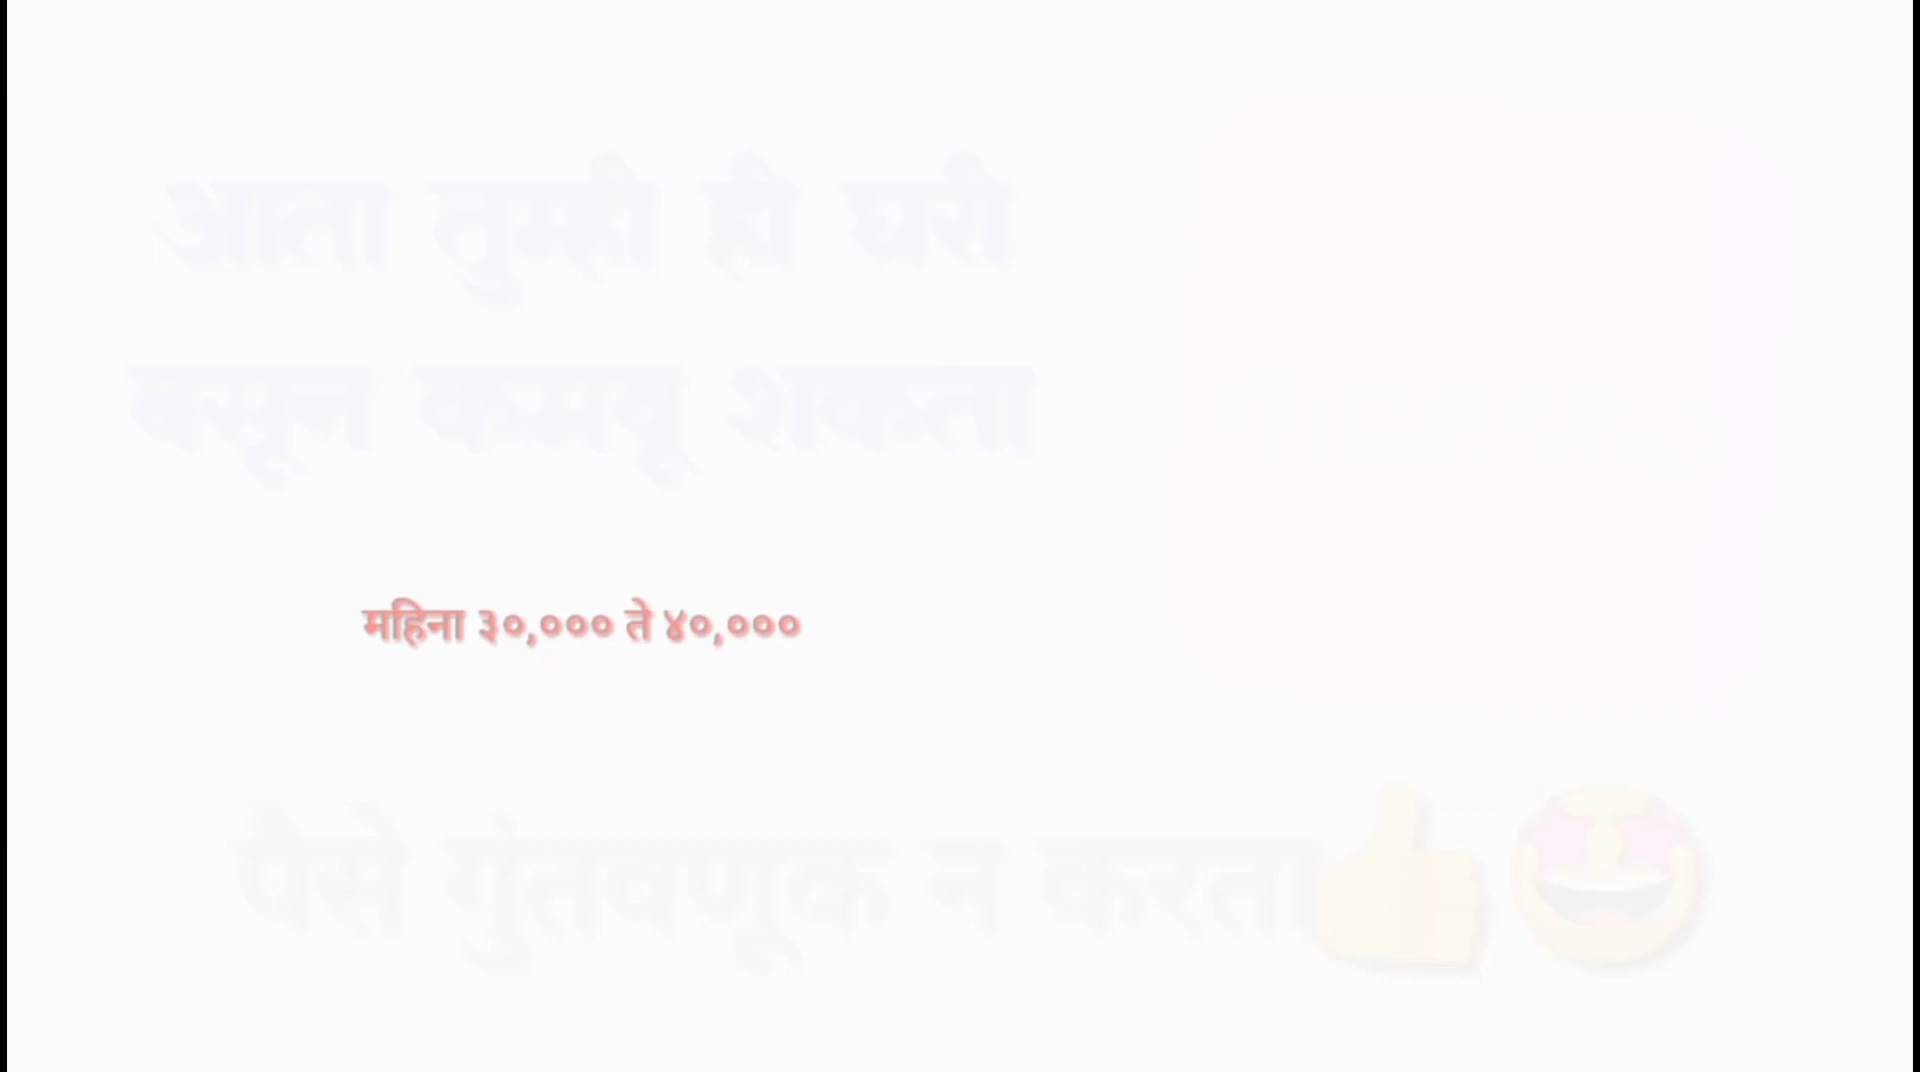 आता तुम्ही ही घरी
बसून कमवू शकता
महिना ३०,००० ते ४०,०००
पैसे गुंतवणूक न करता👍🤩